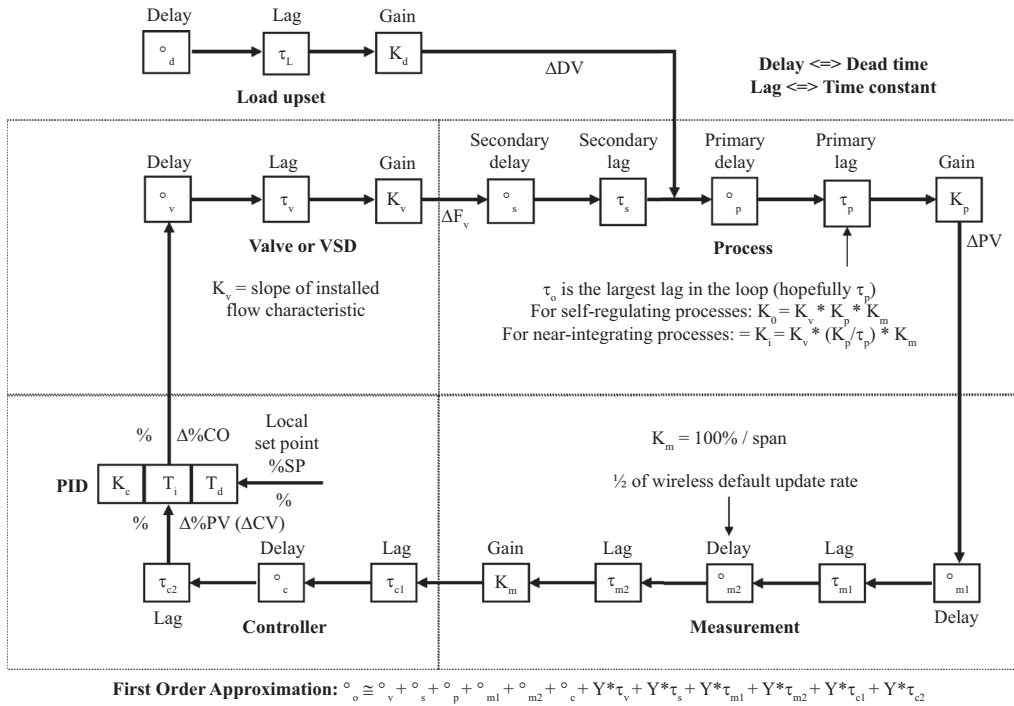 Delay
Lag
Gain
°d
τL
Kd
ΔDV
Load upset
Delay <=> Dead time
Lag <=> Time constant
Delay
Lag
Gain
°v
τv
Kv
ΔFv
Valve or VSD
Kv = slope of installed
flow characteristic
Secondary
delay
Secondary
lag
Primary
delay
Primary
lag
Gain
°s
τs
°p
τp
Kp
ΔPV
Process
τo is the largest lag in the loop (hopefully τp)
For self-regulating processes: K0 = Kv * Kp * Km
For near-integrating processes: = Ki = Kv * (Kp/τp) * Km
% Δ%CO
Local
set point
%SP
PID
Kc
Ti
Td
%
% Δ%PV (ΔCV)
τc2
Lag
Delay
°c
Lag
τc1
Controller
Km = 100% / span
½ of wireless default update rate
Gain
Km
Lag
τm2
Delay
°m2
Lag
τm1
°m1
Delay
Measurement
First Order Approximation: °o ≅ °v + °s + °p + °m1 + °m2 + °c + Y*τv + Y*τs + Y*τm1 + Y*τm2 + Y*τc1 + Y*τc2